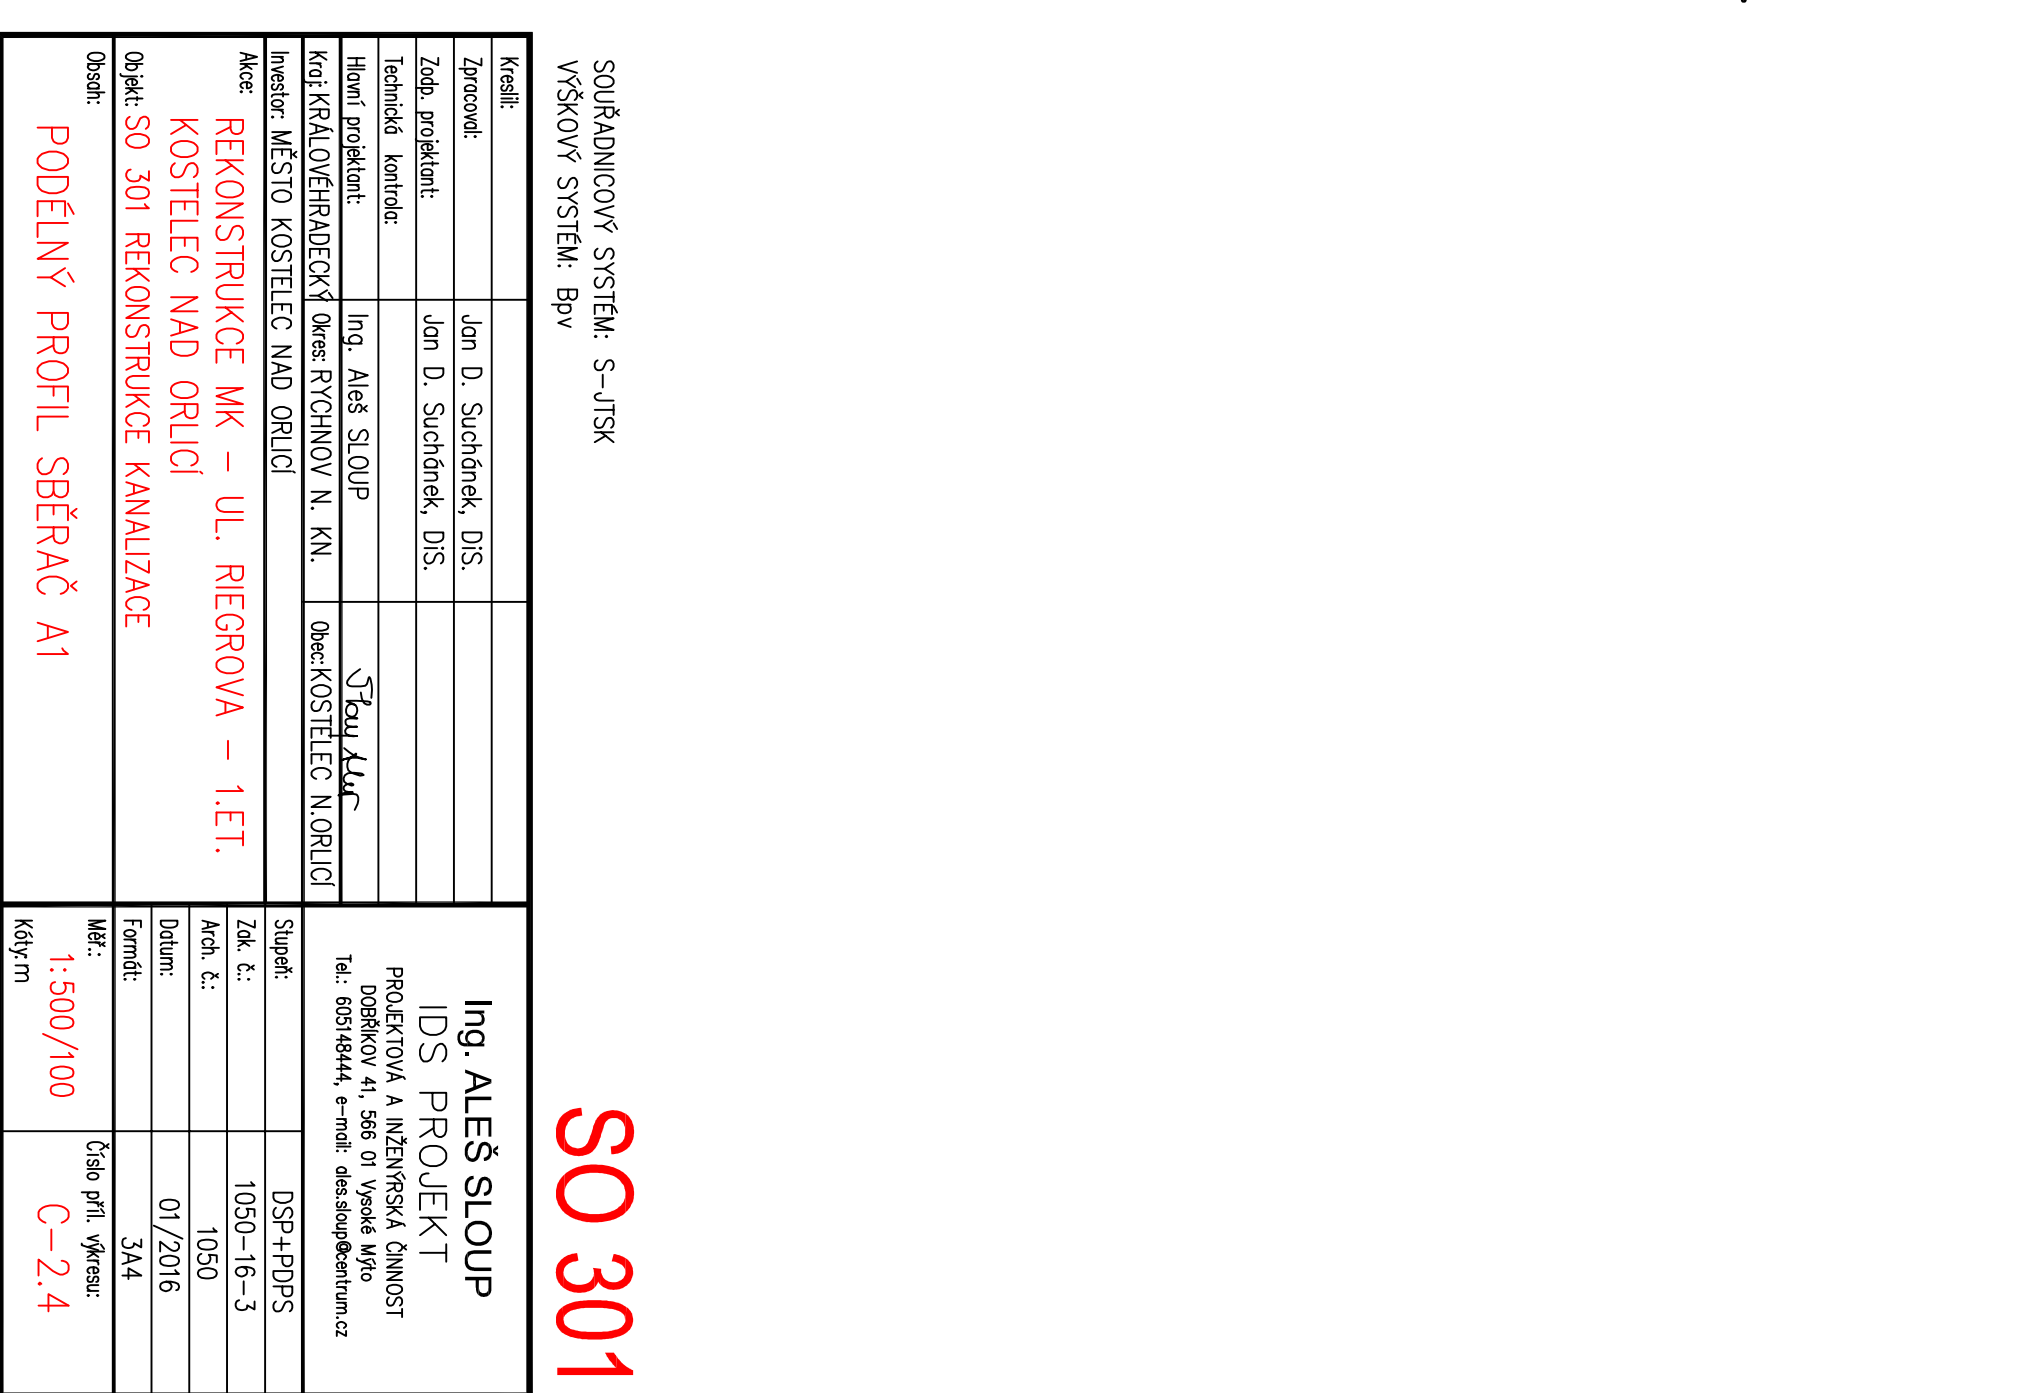 SOUŘADNICOVÝ SYSTÉM: S-JTSK
VÝŠKOVÝ SYSTÉM: Bpv
SO 301
Kreslil:
Zpracoval: Jan D. Suchánek, DiS.
Zodp. projektant: Jan D. Suchánek, DiS.
Technická kontrola:
Hlavní projektant: Ing. Aleš SLOUP
Kraj: KRÁLOVÉHRADECKÝ Okres: RYCHNOV N. KN. Obec: KOSTELEC N.ORLICÍ
Investor: MĚSTO KOSTELEC NAD ORLICÍ
Akce: REKONSTRUKCE MK - UL. RIEGROVA - 1.ET.
KOSTELEC NAD ORLICÍ
Objekt: SO 301 REKONSTRUKCE KANALIZACE
Obsah:
PODÉLNÝ PROFIL SBĚRAČ A1
Ing. ALEŠ SLOUP
IDS PROJEKT
PROJEKTOVÁ A INŽENÝRSKÁ ČINNOST
DOBŘÍKOV 41, 566 01 Vysoké Mýto
Tel.: 605148444, e-mail: ales.sloup@centrum.cz
Stupeň: DSP+PDPS
Zak. č.: 1050-16-3
Arch. č.: 1050
Datum: 01/2016
Formát: 3A4
Měř.: 1:500/100
Kóty:m
Číslo příl. výkresu:
C-2.4